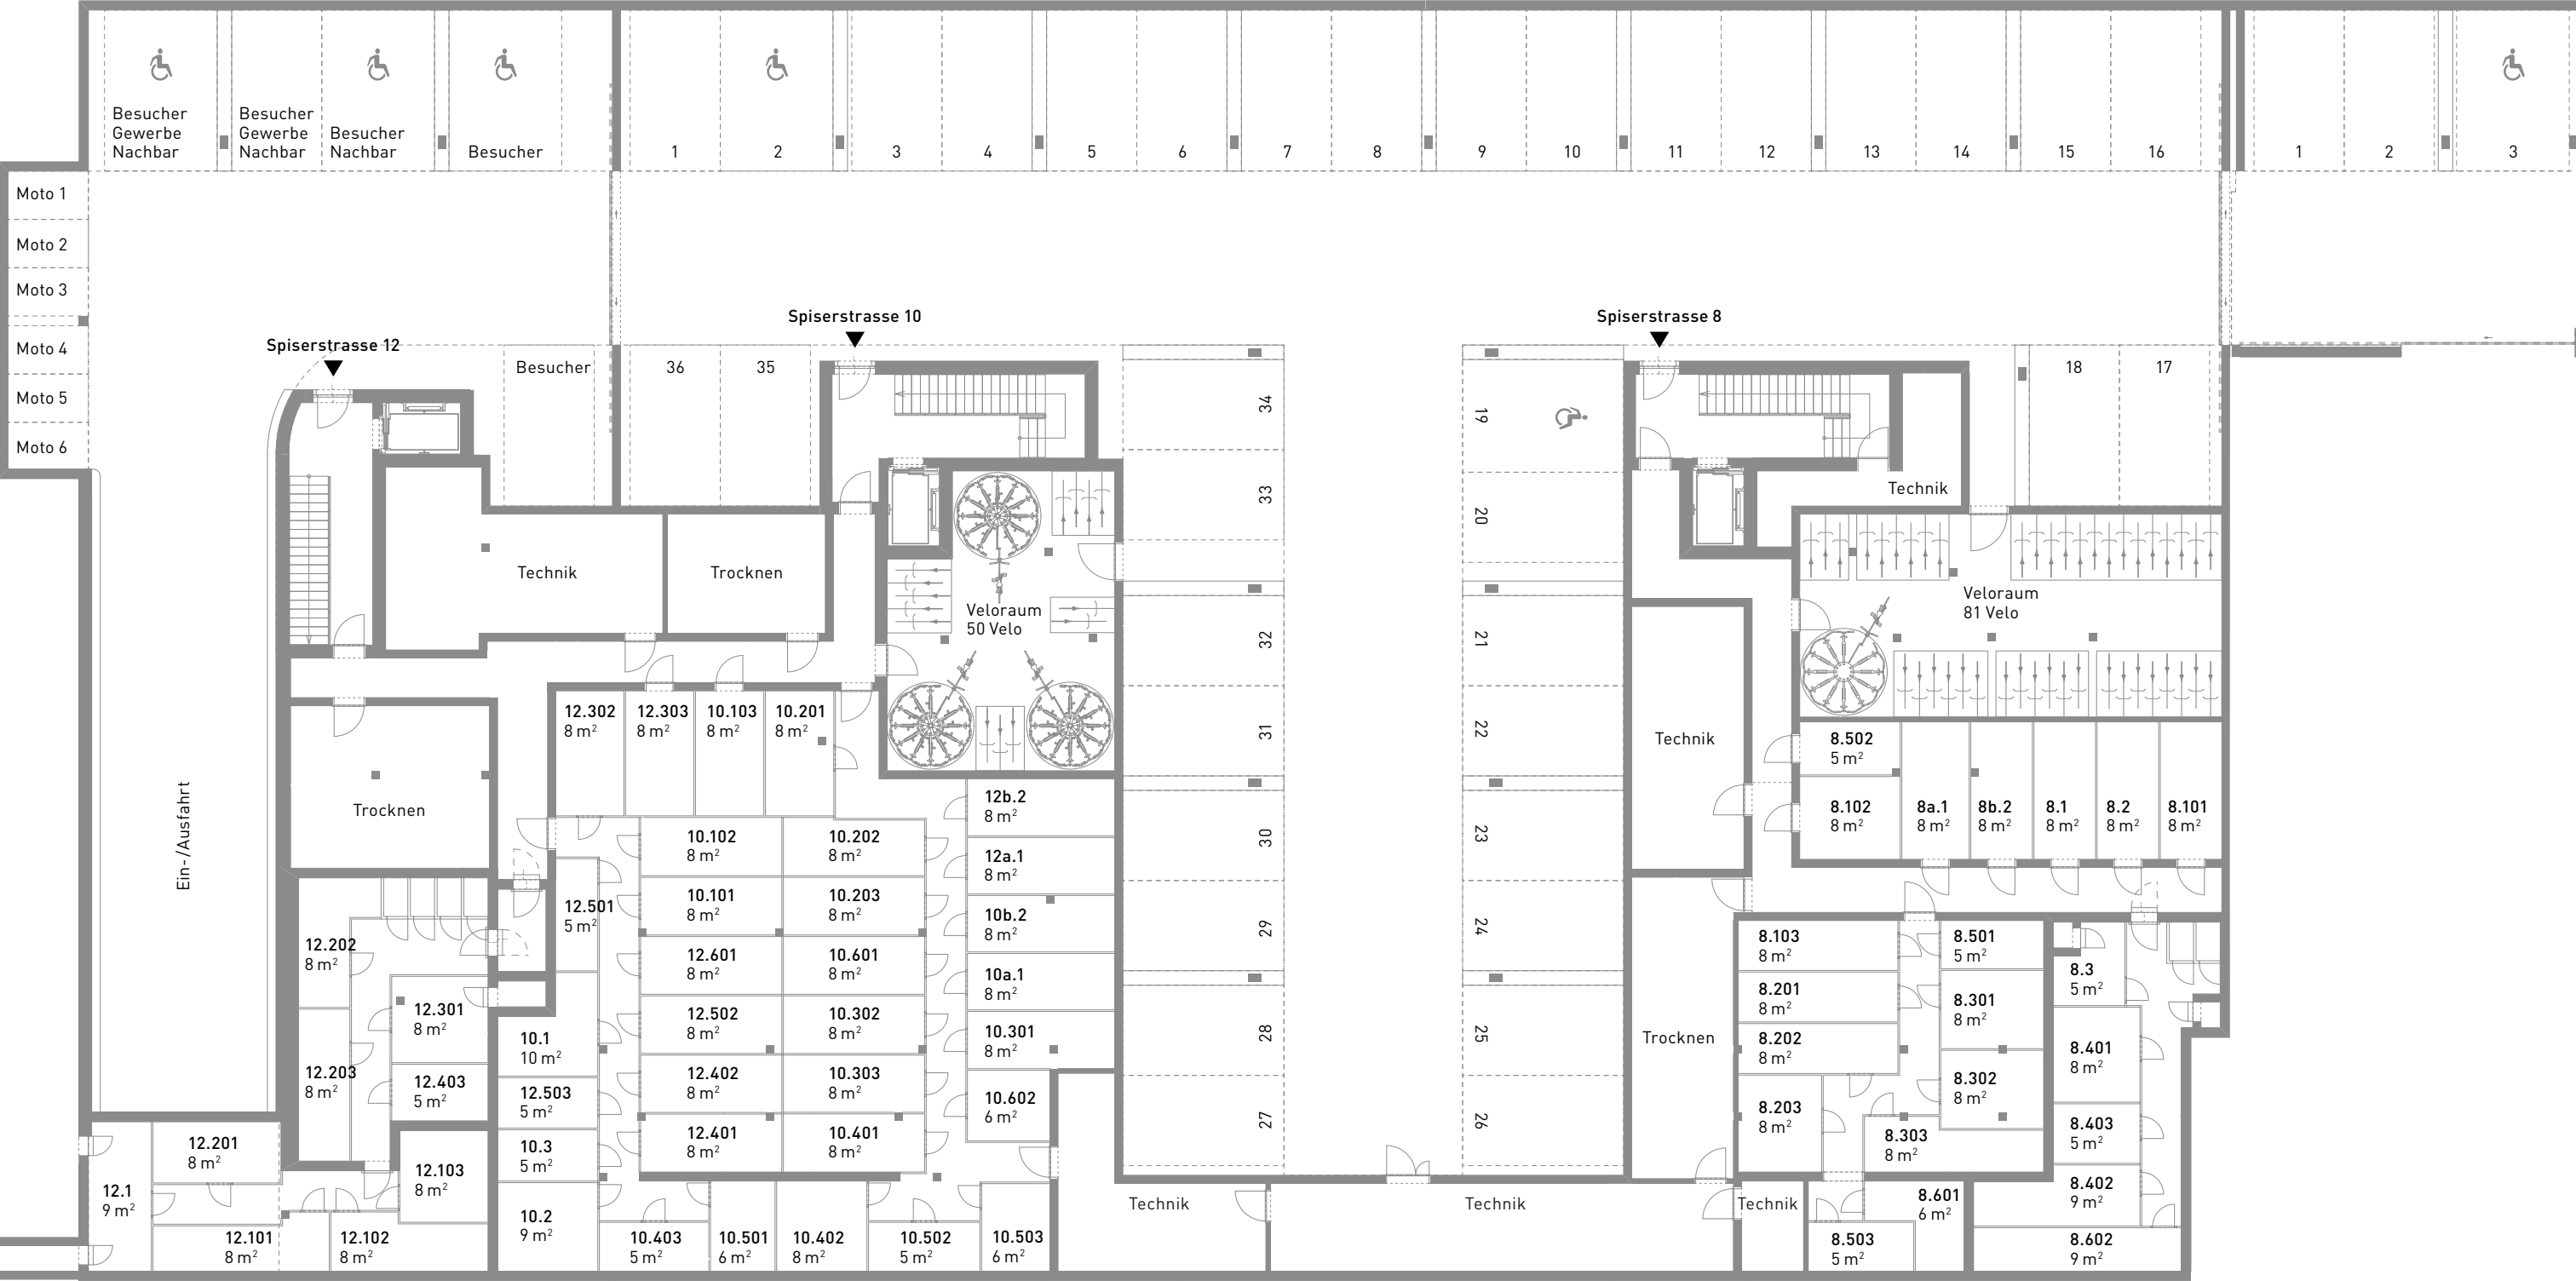 Besucher
Gewerbe
Nachbar
Besucher
Gewerbe
Nachbar
Besucher
Nachbar
Besucher
1
2
3
4
5
6
7
8
9
10
11
12
13
14
15
16
1
2
3
Moto 1
Moto 2
Moto 3
Moto 4
Moto 5
Moto 6
Spiserstrasse 12
Spiserstrasse 10
Spiserstrasse 8
Besucher
36
35
34
33
32
31
30
29
28
27
19
20
21
22
23
24
25
26
18
17
Technik
Technik
Trocknen
Veloraum
50 Velo
Veloraum
81 Velo
Ein-/Ausfahrt
Trocknen
12.302
8 m²
12.303
8 m²
10.103
8 m²
10.201
8 m²
12b.2
8 m²
12a.1
8 m²
10b.2
8 m²
10a.1
8 m²
10.301
8 m²
10.602
6 m²
10.102
8 m²
10.202
8 m²
10.101
8 m²
10.203
8 m²
12.601
8 m²
10.601
8 m²
12.502
8 m²
10.302
8 m²
12.402
8 m²
10.303
8 m²
12.401
8 m²
10.401
8 m²
12.501
5 m²
10.1
10 m²
12.503
5 m²
10.3
5 m²
10.2
9 m²
10.403
5 m²
10.501
6 m²
10.402
8 m²
10.502
5 m²
10.503
6 m²
12.202
8 m²
12.203
8 m²
12.301
8 m²
12.403
5 m²
12.103
8 m²
12.201
8 m²
12.1
9 m²
12.101
8 m²
12.102
8 m²
Technik
Technik
Technik
Technik
Trocknen
8.502
5 m²
8.102
8 m²
8a.1
8 m²
8b.2
8 m²
8.1
8 m²
8.2
8 m²
8.101
8 m²
8.103
8 m²
8.201
8 m²
8.202
8 m²
8.203
8 m²
8.501
5 m²
8.301
8 m²
8.302
8 m²
8.303
8 m²
8.3
5 m²
8.401
8 m²
8.403
5 m²
8.402
9 m²
8.602
9 m²
8.601
6 m²
8.503
5 m²